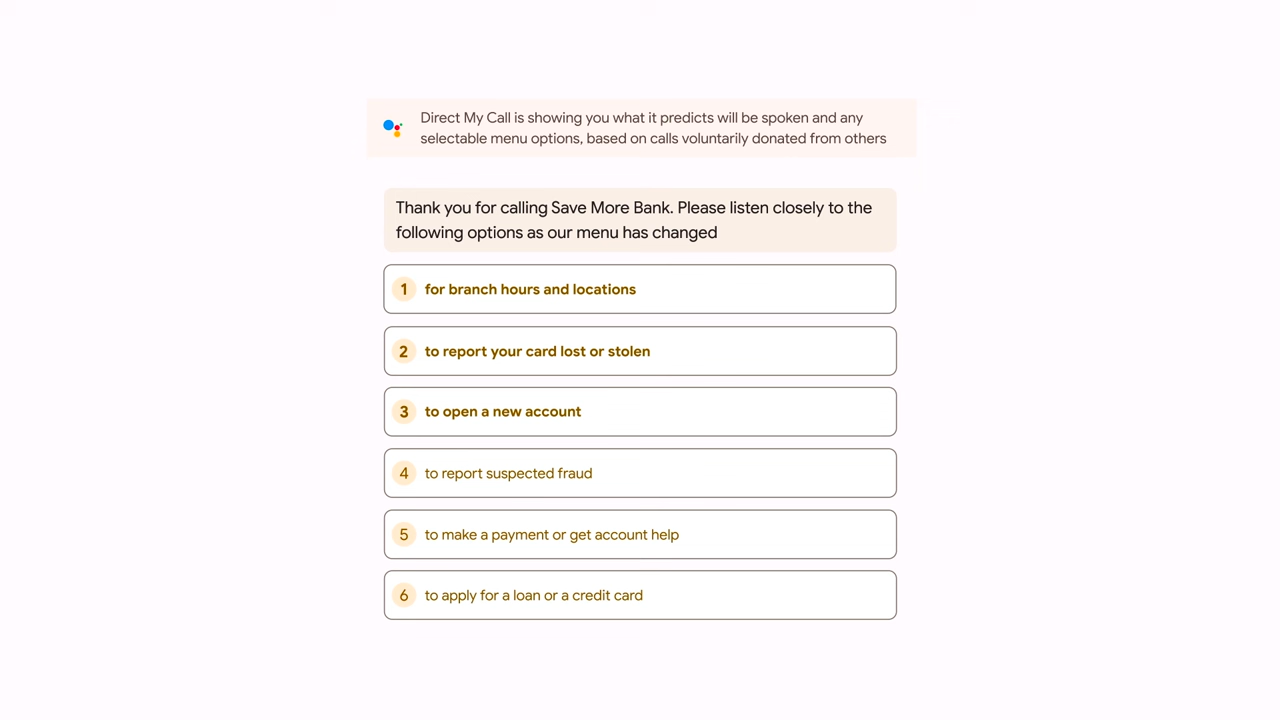 Direct My Call is showing you what it predicts will be spoken and any
selectable menu options, based on calls voluntarily donated from others
Thank you for calling Save More Bank. Please listen closely to the
following options as our menu has changed
1 for branch hours and locations
2 to report your card lost or stolen
3 to open a new account
4 to report suspected fraud
5 to make a payment or get account help
6 to apply for a loan or a credit card